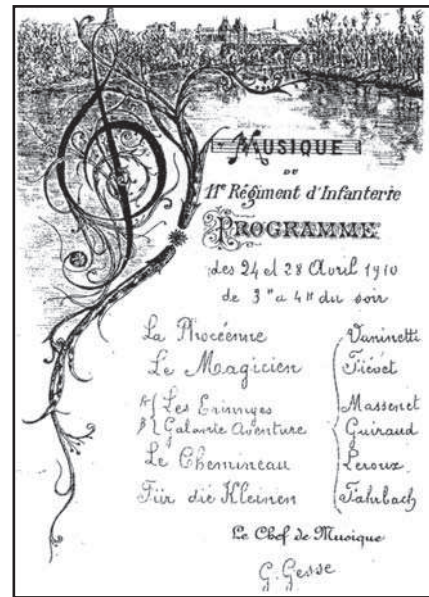 MUSIQUE
DU
11e Régiment d'Infanterie
PROGRAMME
des 24 et 28 Avril 1910
de 3h à 4h du soir
La Phocéenne Vaninetti
Le Magicien Fiévet
A Les Erinnyes Massenet
B Galante Aventure Guiraud
Le Chemineau Leroux
Für die Kleinen Fahrbach
Le Chef de Musique
G. Gesse